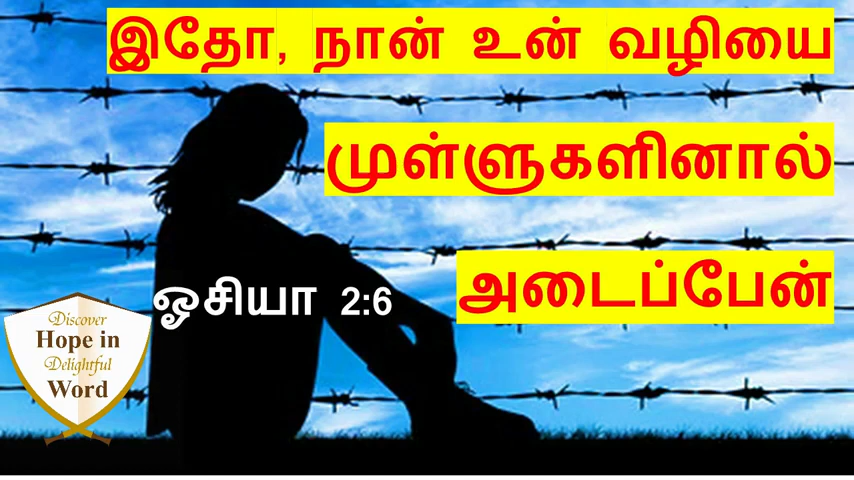 இதோ, நான் உன் வழியை
முள்ளுகளினால்
அடைப்பேன்
ஓசியா 2:6
Discover
Hope in
Delightful
Word